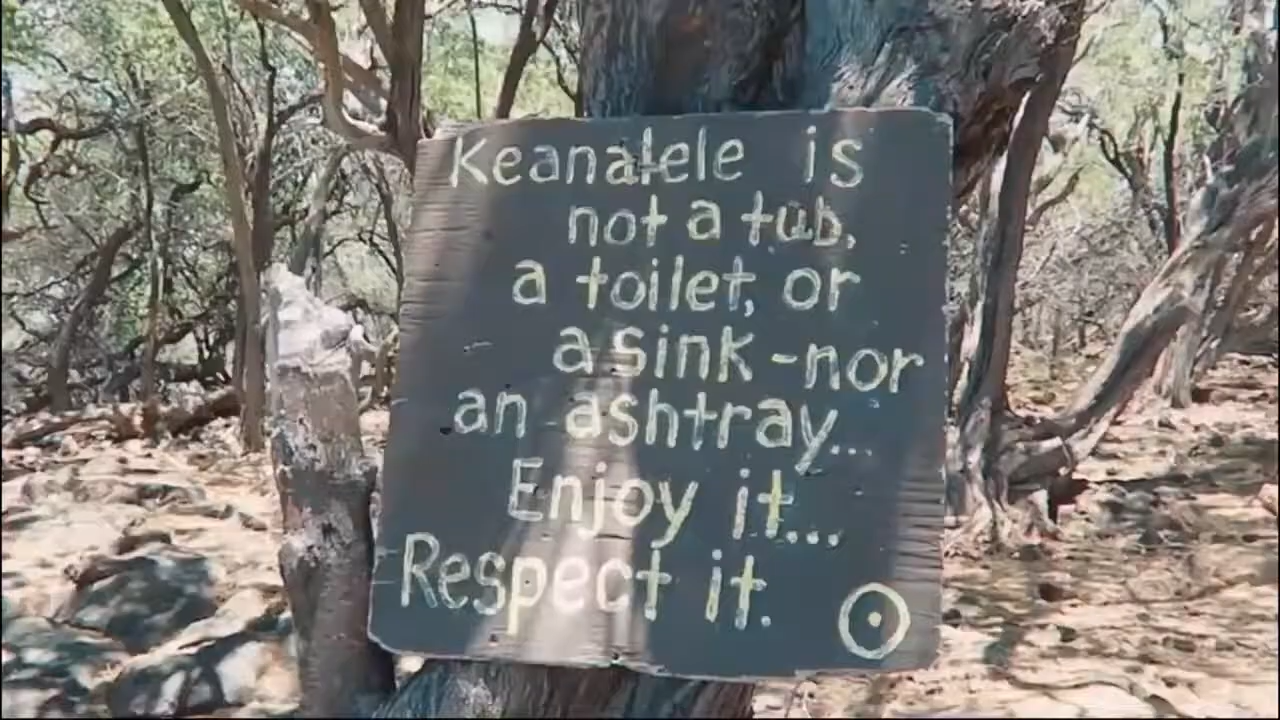 Keanalele is
not a tub,
a toilet, or
a sink - nor
an ashtray...
Enjoy it...
Respect it.